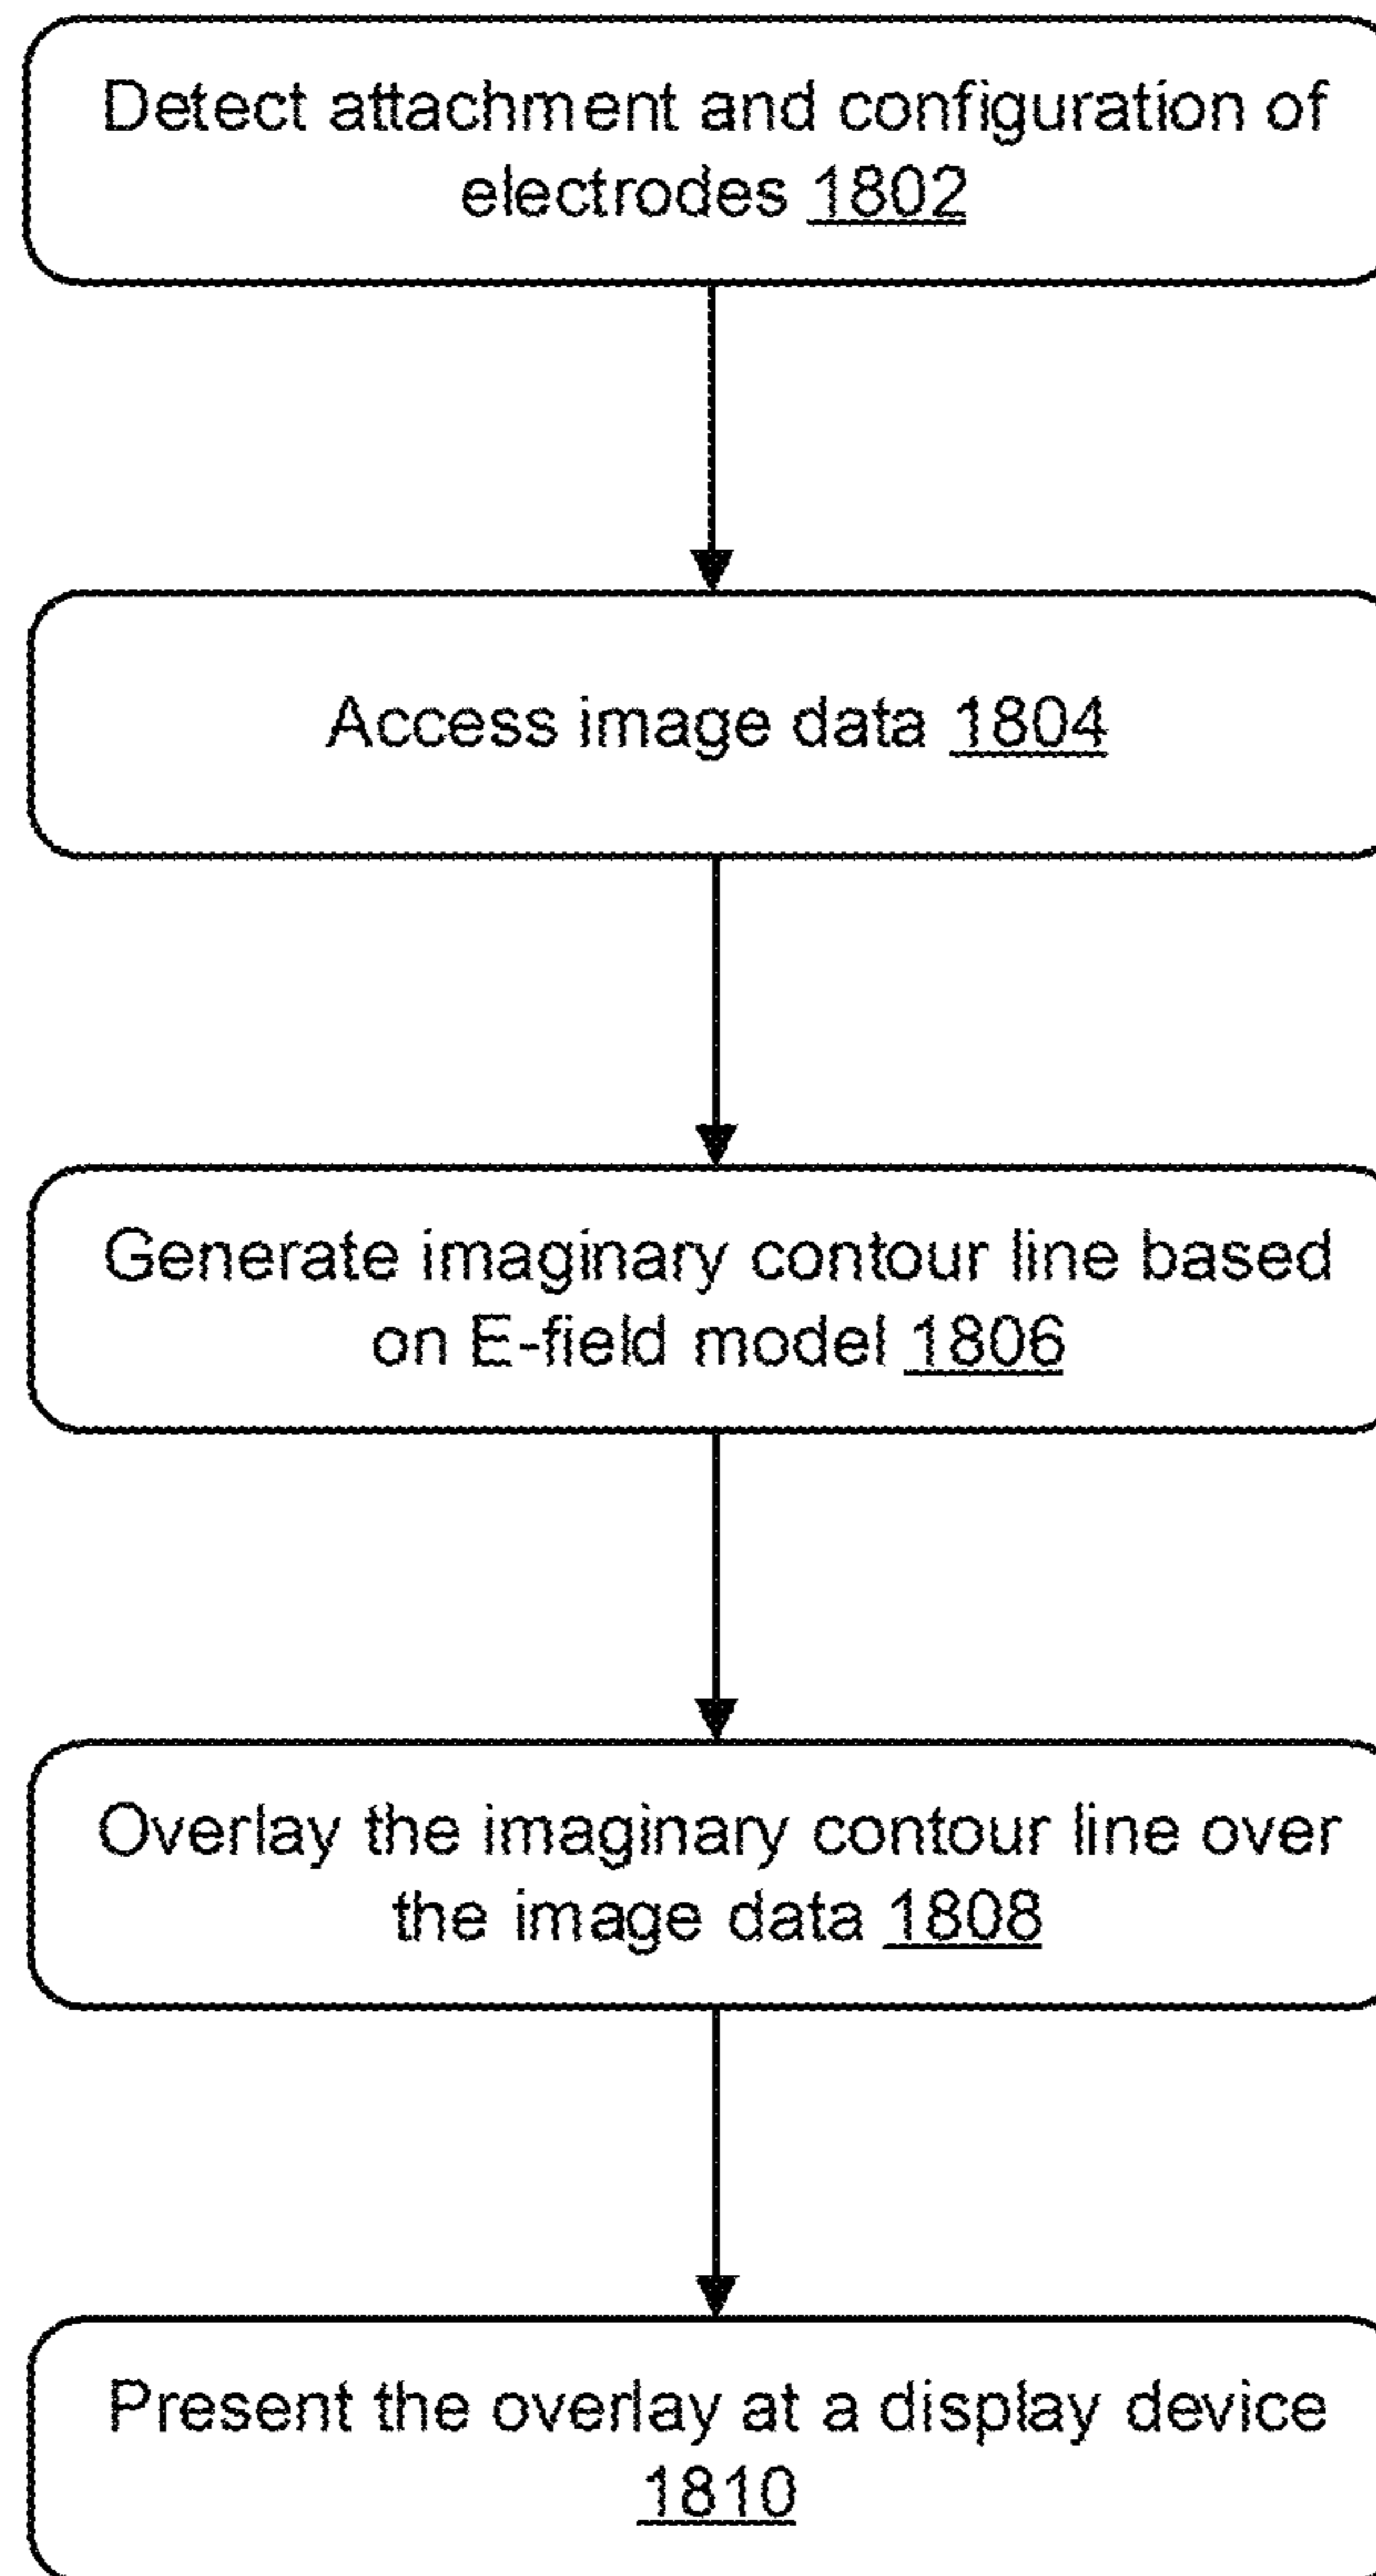 Detect attachment and configuration of
electrodes 1802
Access image data 1804
Generate imaginary contour line based
on E-field model 1806
Overlay the imaginary contour line over
the image data 1808
Present the overlay at a display device
1810